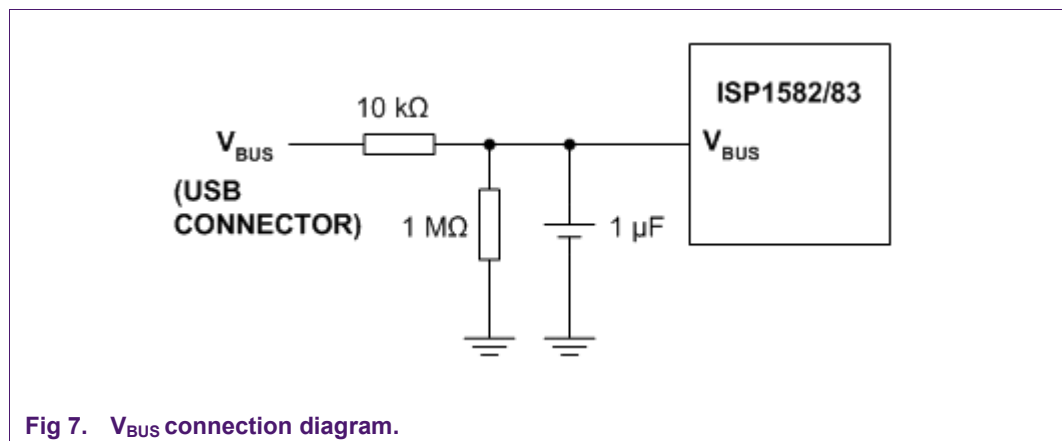 ISP1582/83
10 kΩ
VBUS
VBUS
(USB
CONNECTOR)
1 MΩ
1 µF
Fig 7. VBUS connection diagram.